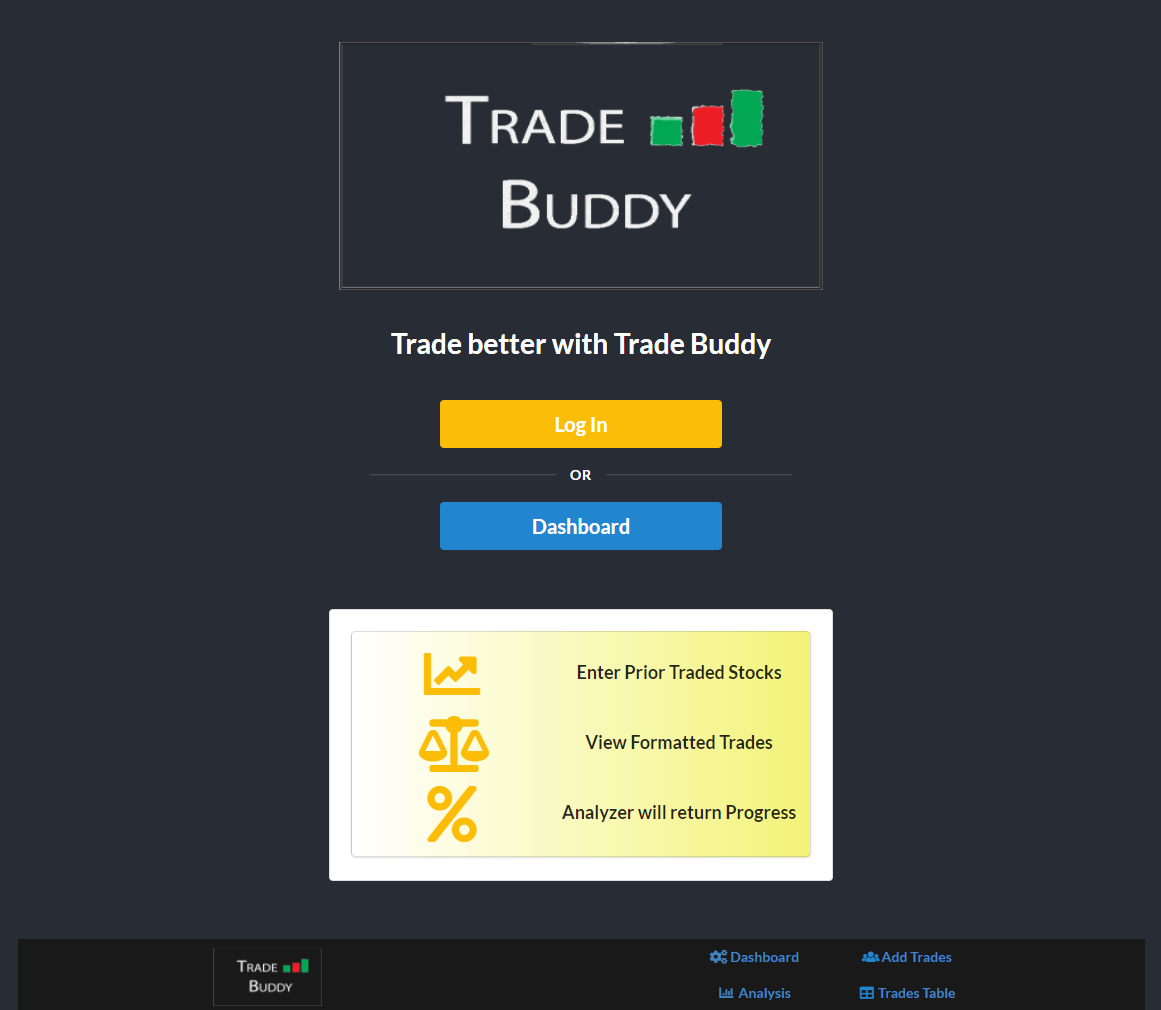 TRADE
BUDDY
Trade better with Trade Buddy
Log In
OR
Dashboard
Enter Prior Traded Stocks
View Formatted Trades
Analyzer will return Progress
TRADE
BUDDY
Dashboard
Add Trades
Analysis
Trades Table